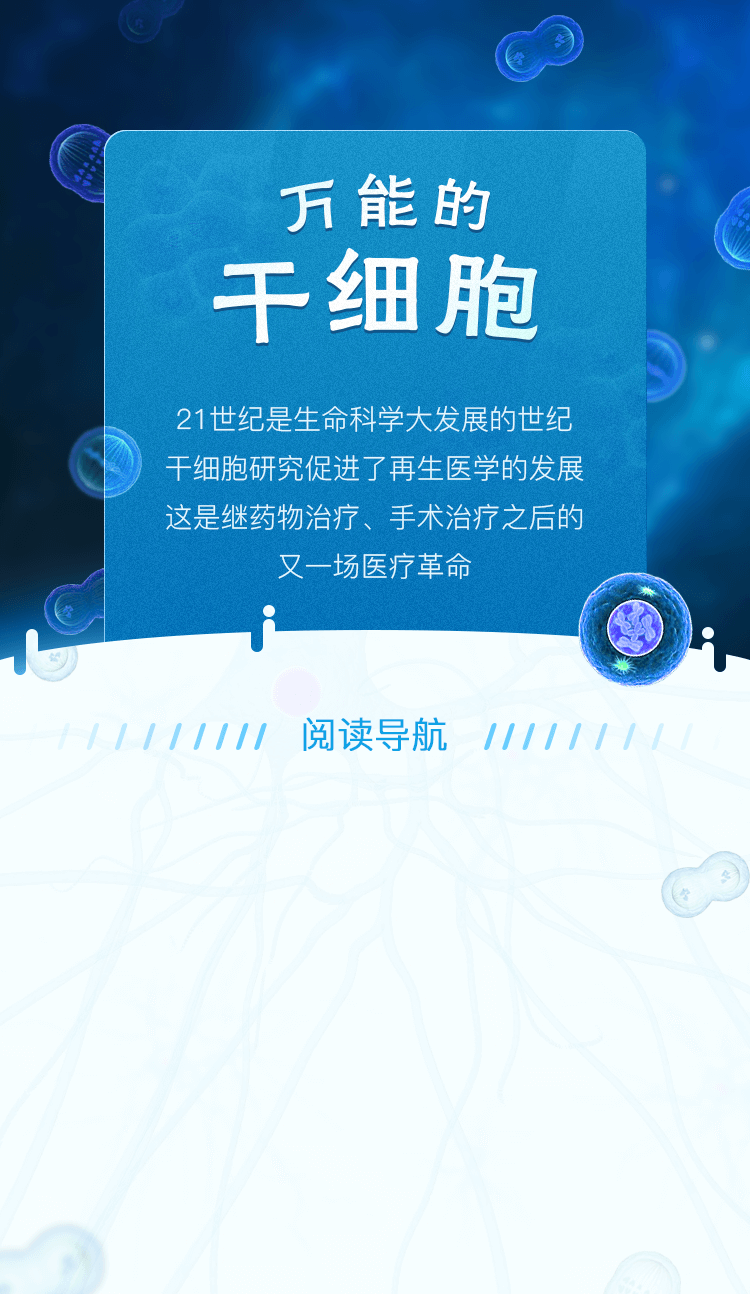 万能的
干细胞
21世纪是生命科学大发展的世纪
干细胞研究促进了再生医学的发展
这是继药物治疗、手术治疗之后的
又一场医疗革命
阅读导航